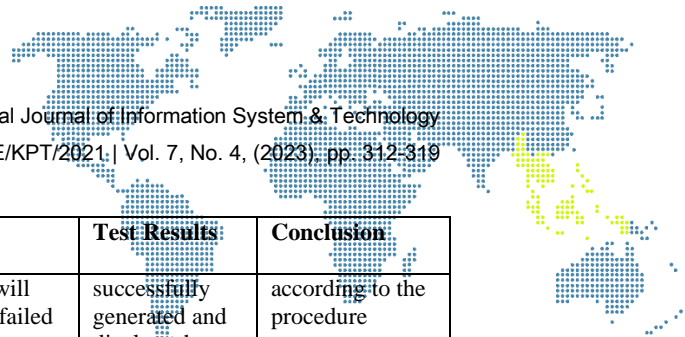 al Journal of Information System & Technology
E/KPT/2021 | Vol. 7, No. 4, (2023), pp. 312-319
Test Results Conclusion
will successfully according to the
failed generated and procedure